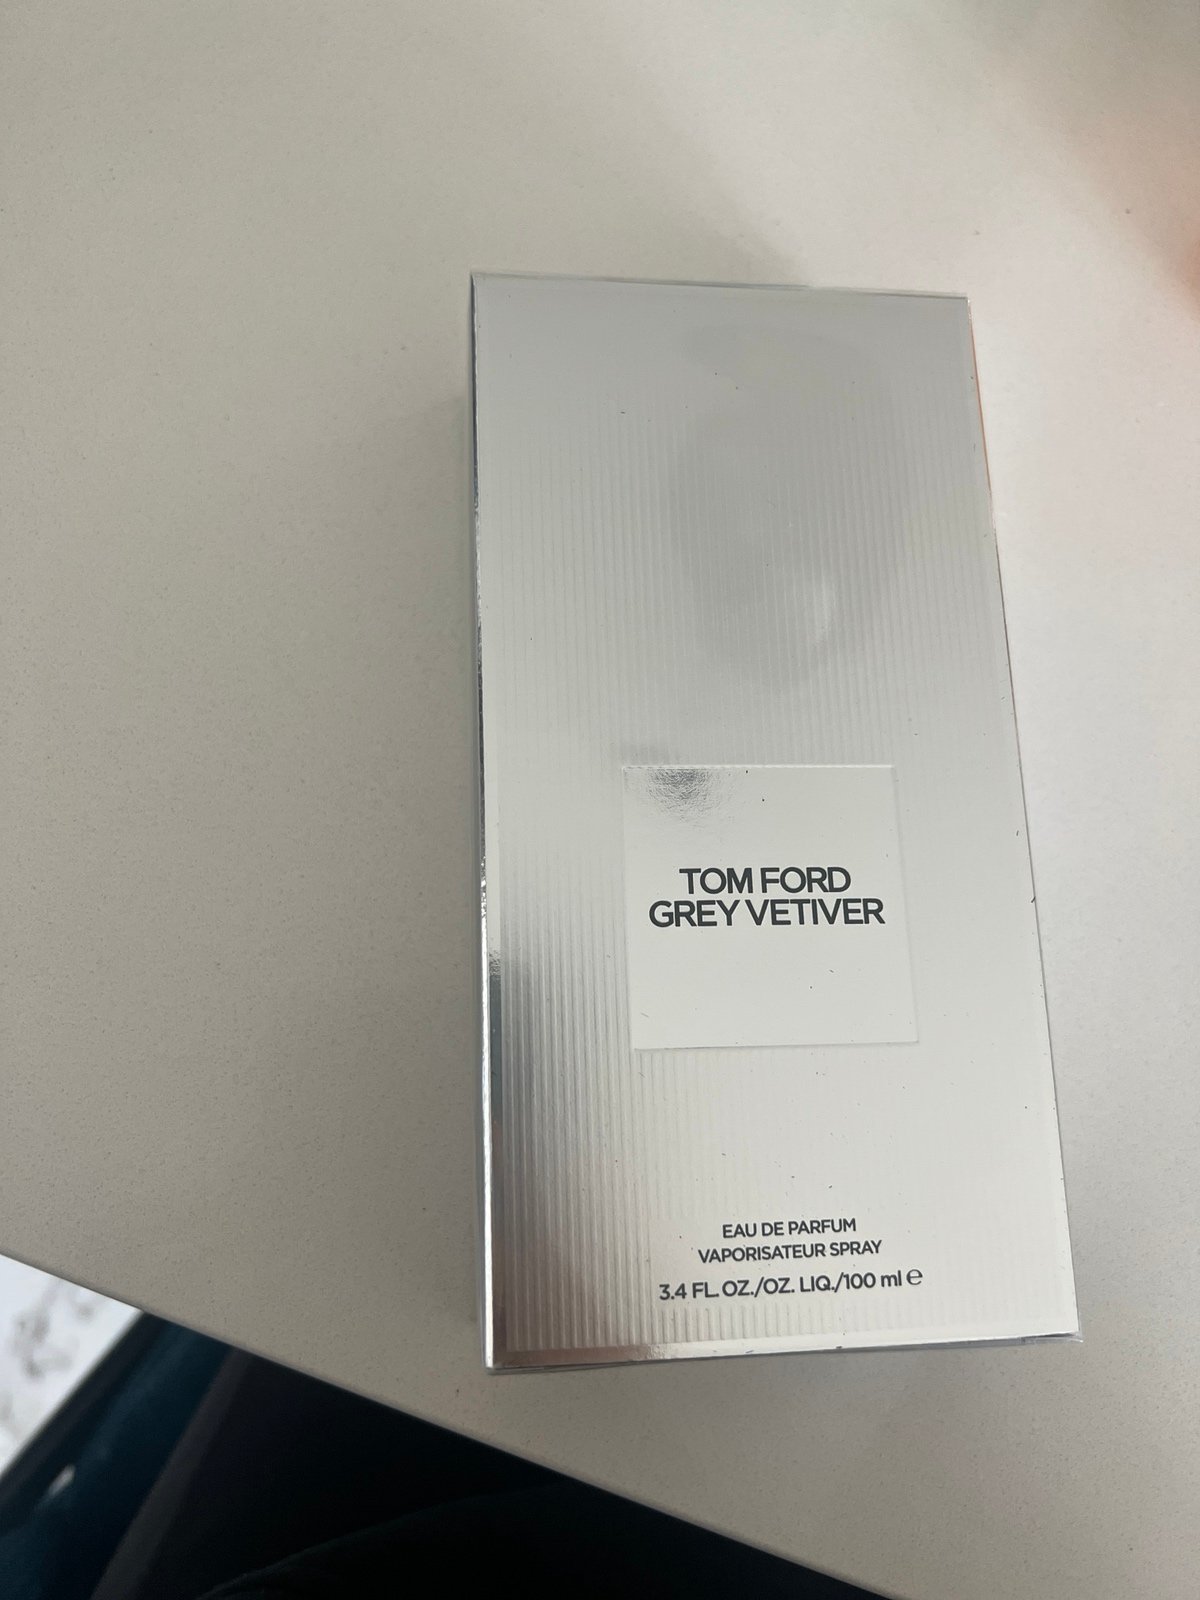 TOM FORD
GREY VETIVER
EAU DE PARFUM
VAPORISATEUR SPRAY
3.4 FL. OZ./OZ. LIQ./100 ml ℮